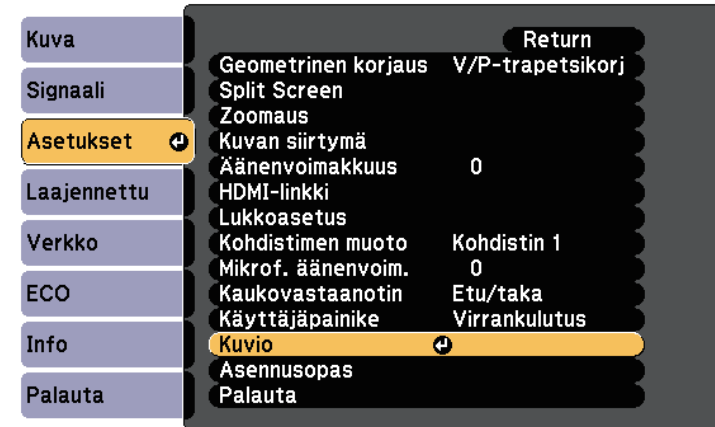 Kuva
Signaali
Asetukset
Laajennettu
Verkko
ECO
Info
Palauta
Return
Geometrinen korjaus V/P-trapetsikorj
Split Screen
Zoomaus
Kuvan siirtymä
Äänenvoimakkuus 0
HDMI-linkki
Lukkoasetus
Kohdistimen muoto Kohdistin 1
Mikrof. äänenvoim. 0
Kaukovastaanotin Etu/taka
Käyttäjäpainike Virrankulutus
Kuvio
Asennusopas
Palauta